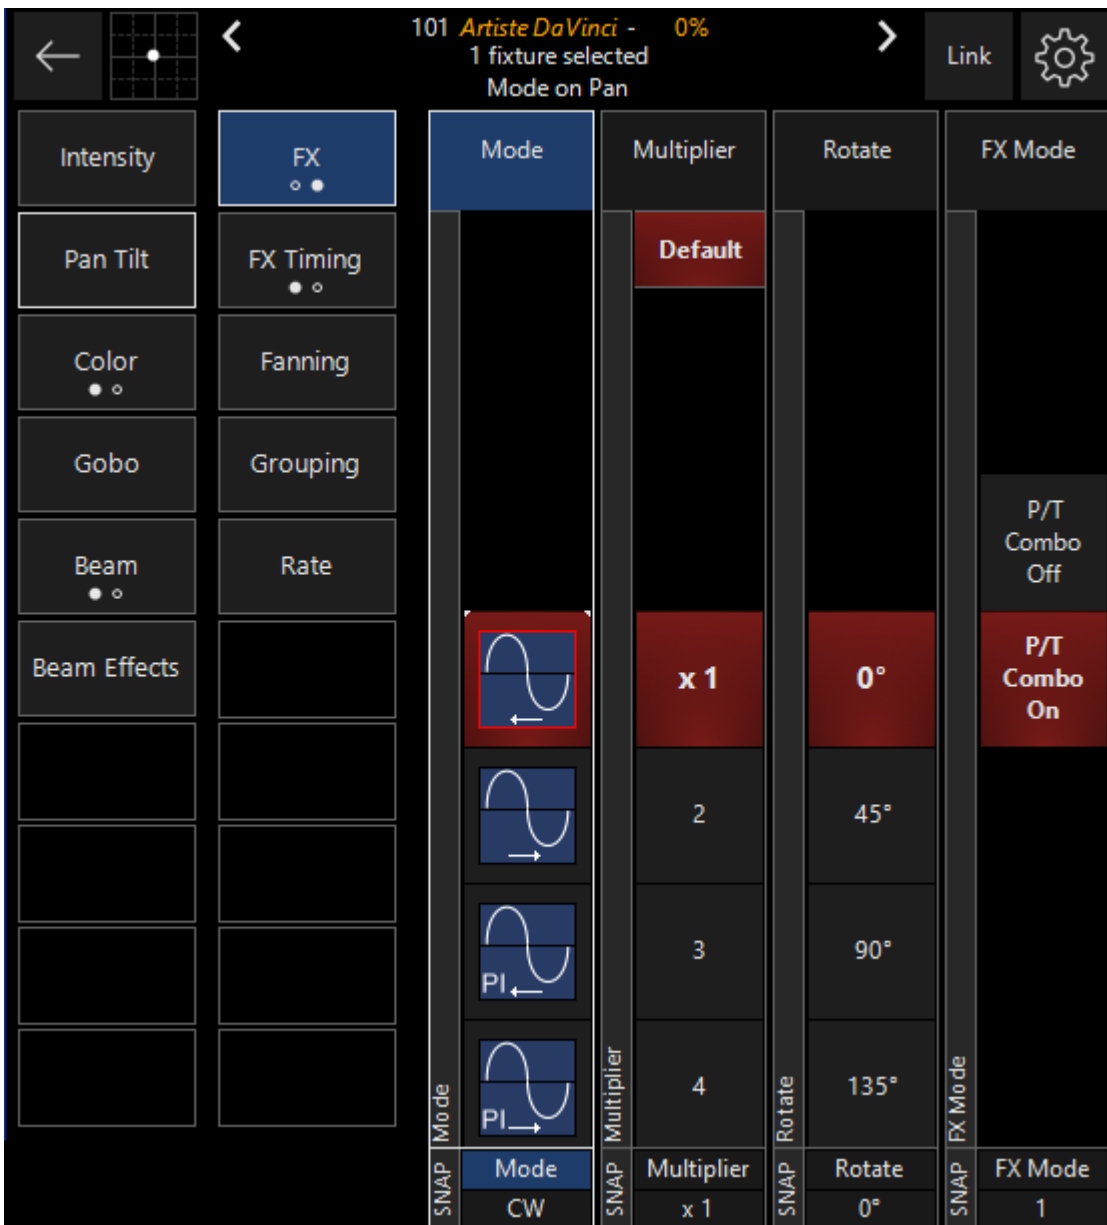 101 Artiste DaVinci - 0%
1 fixture selected
Mode on Pan
Link
Intensity
Pan Tilt
Color
Gobo
Beam
Beam Effects
FX
FX Timing
Fanning
Grouping
Rate
Mode
Multiplier
Rotate
FX Mode
Default
P/T
Combo
Off
x 1
0°
P/T
Combo
On
2
45°
PI
3
90°
PI
4
135°
Mode
Multiplier
Rotate
FX Mode
SNAP
Mode
CW
SNAP
Multiplier
x 1
SNAP
Rotate
0°
SNAP
FX Mode
1